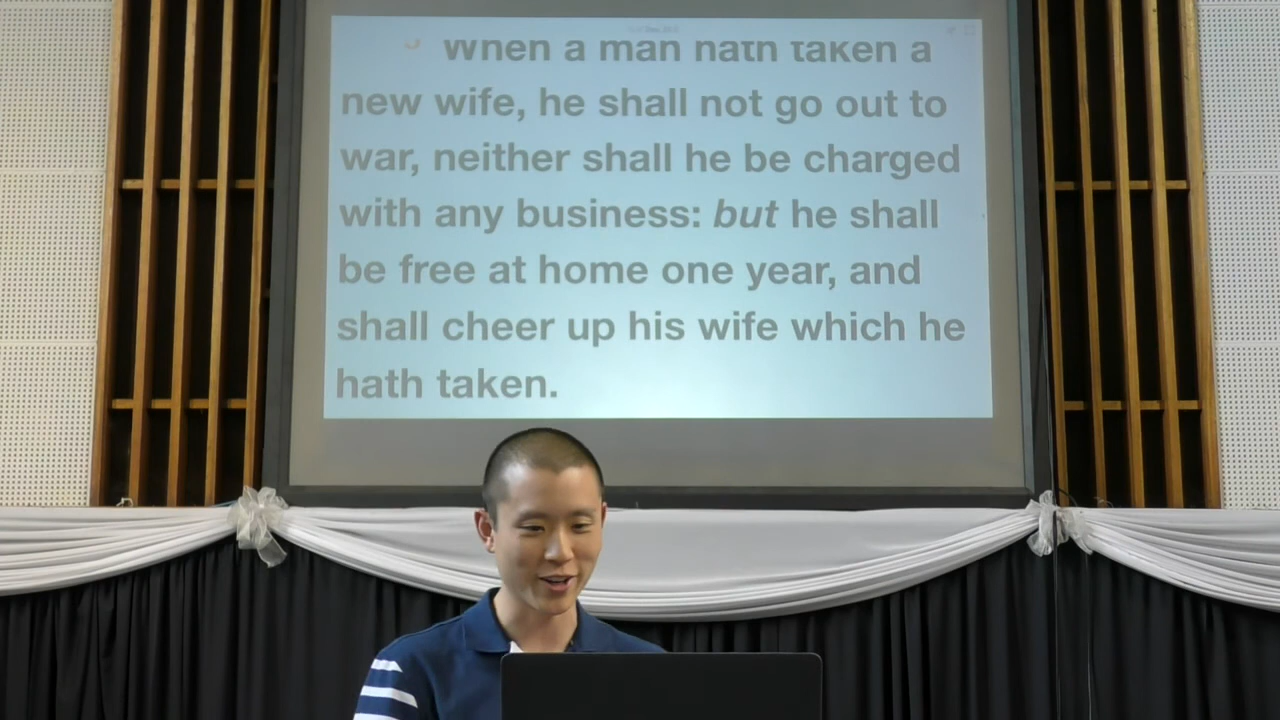 When a man hath taken a
new wife, he shall not go out to
war, neither shall he be charged
with any business: but he shall
be free at home one year, and
shall cheer up his wife which he
hath taken.